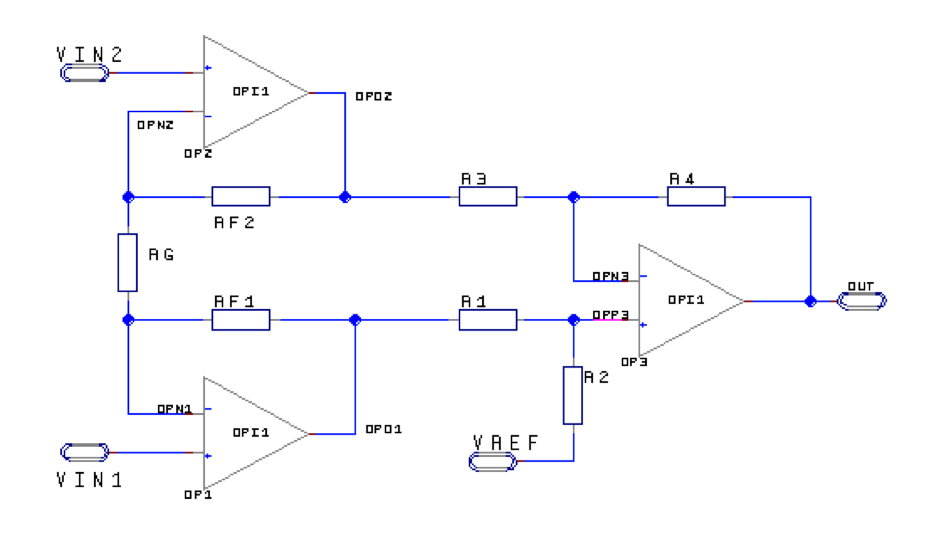 VIN2
OPI1
OPO2
OPN2
OP2
R3
R4
RF2
RG
OPN3
OPI1
OUT
RF1
R1
OPP3
OP3
R2
OPN1
OPI1
OPO1
VREF
VIN1
OP1